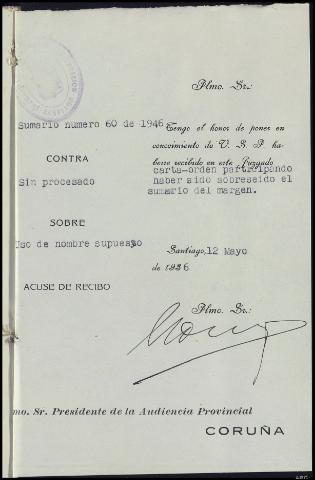 Ilmo. Sr.:
Sumario numero 60 de 1946
CONTRA
Sin procesado
SOBRE
Uso de nombre supuesto
ACUSE DE RECIBO
Tengo el honor de poner en
conocimiento de V. S. I. ha-
berse recibido en este Juzgado
carta-orden participando
haber sido sobreseido el
sumario del margen.
Santiago, 12 Mayo
de 1946
Ilmo. Sr.:
mo. Sr. Presidente de la Audiencia Provincial
CORUÑA